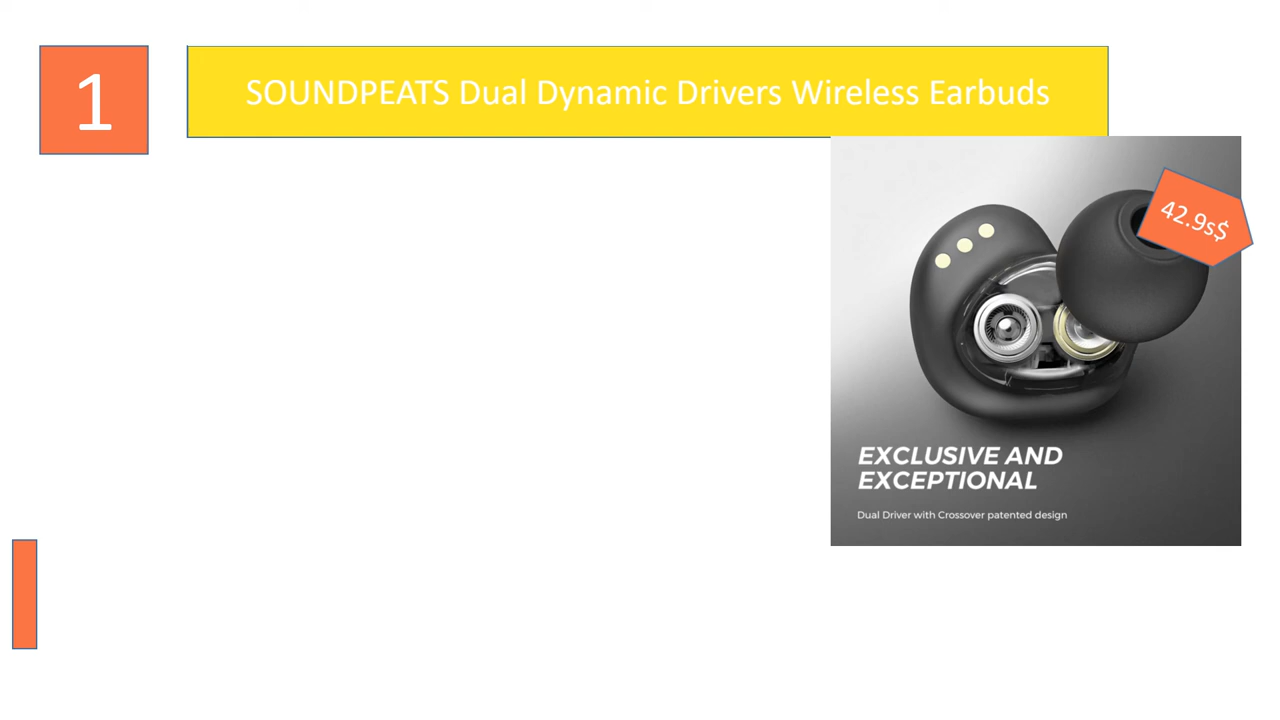 1
SOUNDPEATS Dual Dynamic Drivers Wireless Earbuds
42.9s$
EXCLUSIVE AND
EXCEPTIONAL
Dual Driver with Crossover patented design